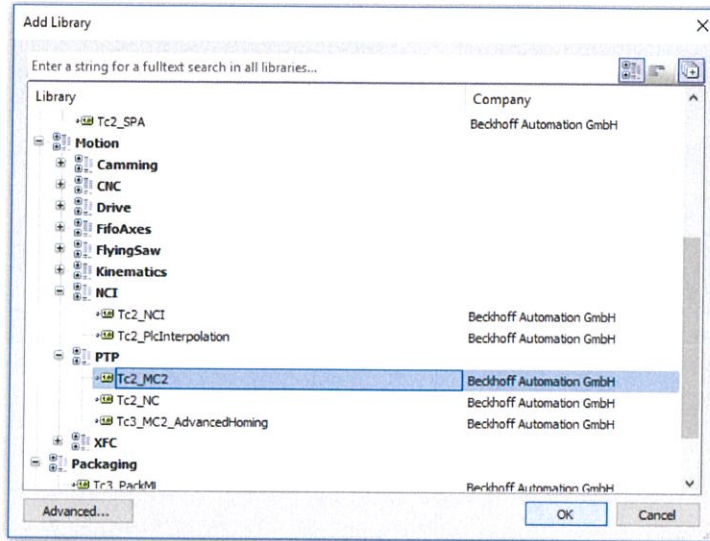 Add Library
Enter a string for a fulltext search in all libraries...
Library Company
Tc2_SPA Beckhoff Automation GmbH
Motion
Camming
CNC
Drive
FifoAxes
FlyingSaw
Kinematics
NCI
Tc2_NCI Beckhoff Automation GmbH
Tc2_PlcInterpolation Beckhoff Automation GmbH
PTP
Tc2_MC2 Beckhoff Automation GmbH
Tc2_NC Beckhoff Automation GmbH
Tc3_MC2_AdvancedHoming Beckhoff Automation GmbH
XFC
Packaging
Tc3_PackML Beckhoff Automation GmbH
Advanced... OK Cancel